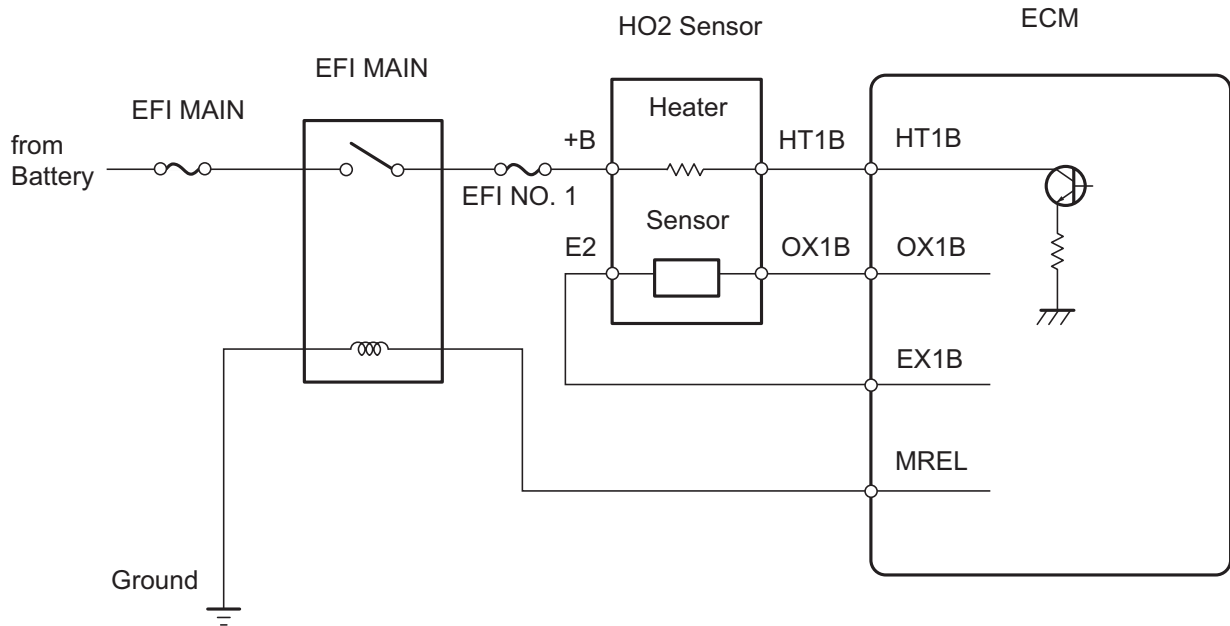 HO2 Sensor
ECM
EFI MAIN
EFI MAIN
from
Battery
Heater
+B
HT1B
HT1B
EFI NO. 1
Sensor
E2
OX1B
OX1B
EX1B
MREL
Ground